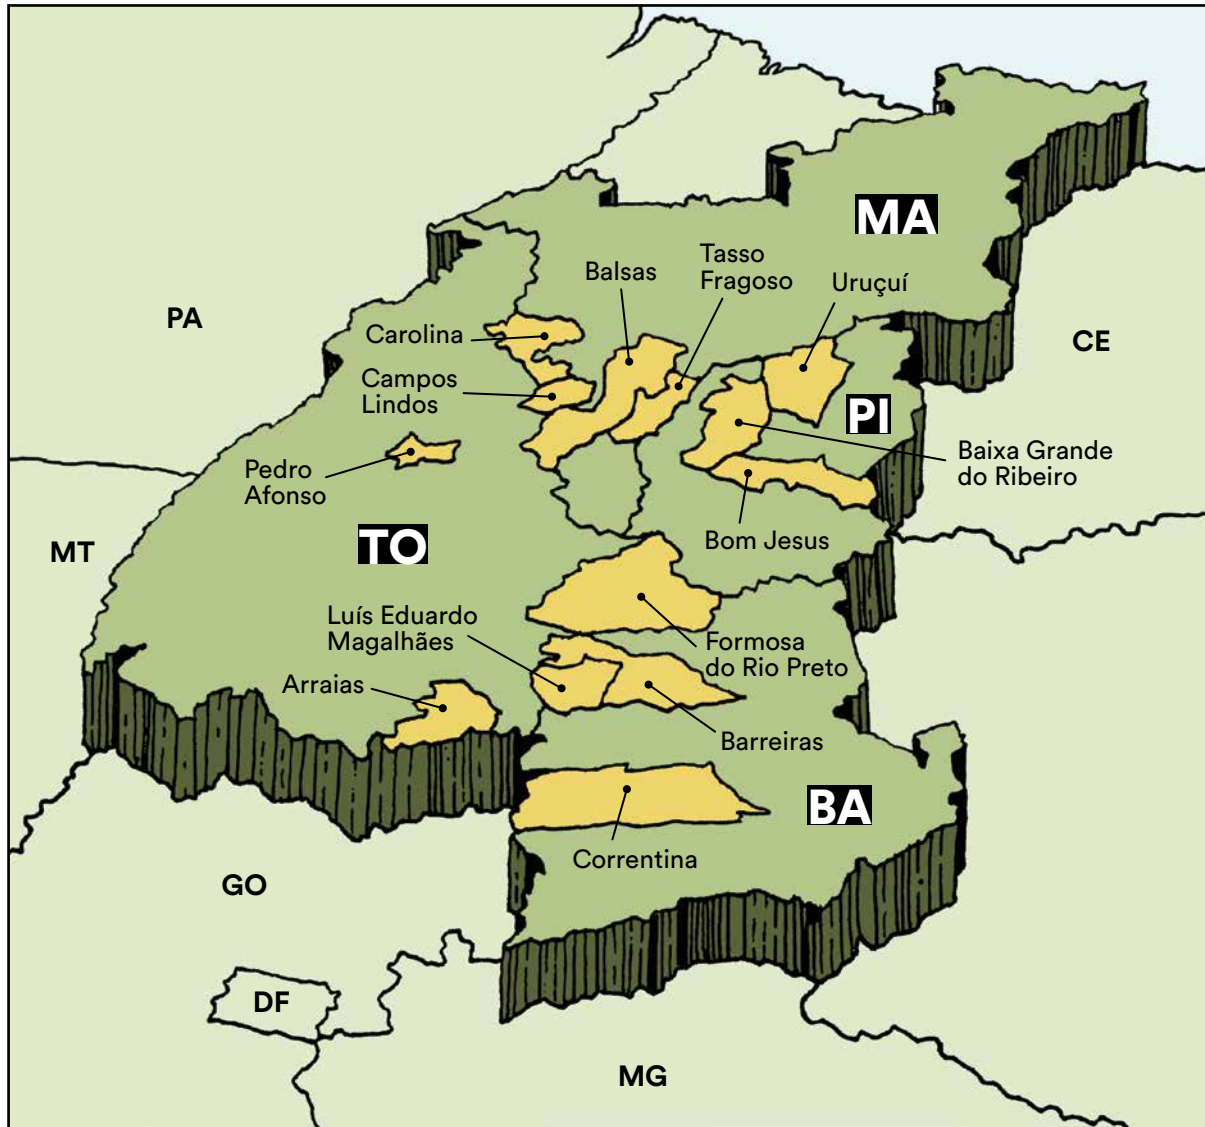 MA
Tasso
Fragoso
Balsas
Uruçuí
PA
Carolina
CE
Campos
Lindos
PI
Baixa Grande
do Ribeiro
Pedro
Afonso
Bom Jesus
TO
MT
Luís Eduardo
Magalhães
Formosa
do Rio Preto
Arraias
Barreiras
BA
Correntina
GO
DF
MG